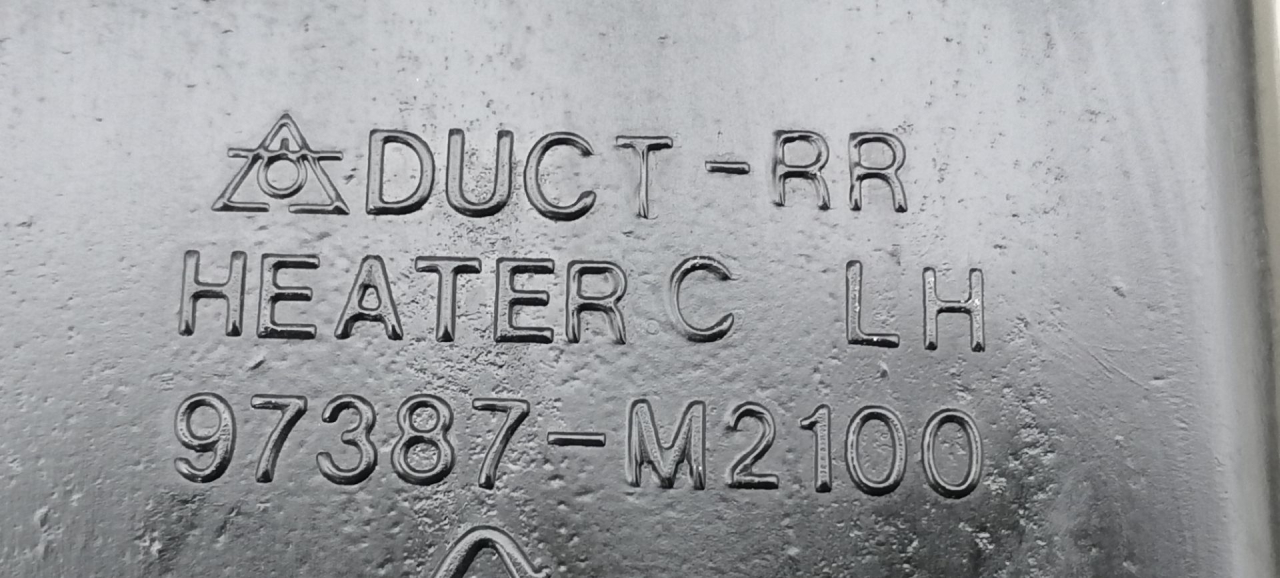 DUCT-RR
HEATER C LH
97387-M2100